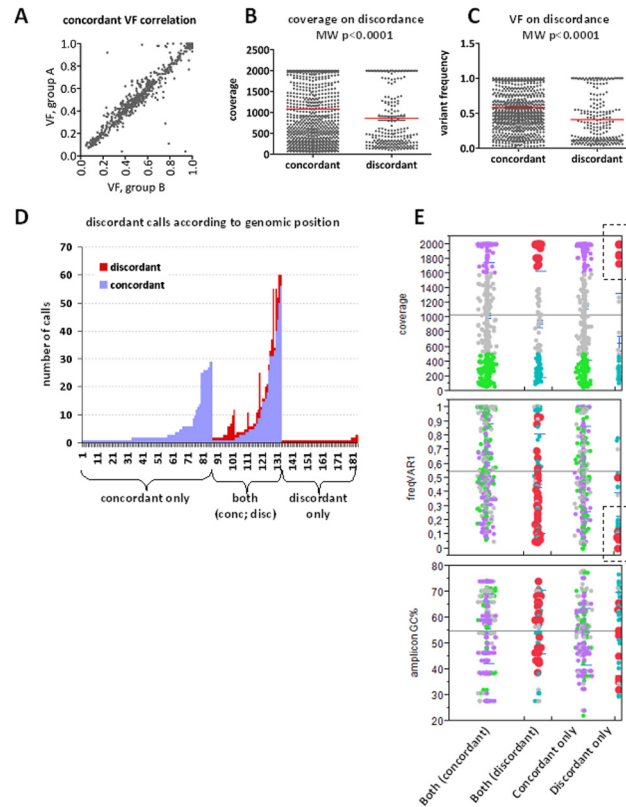 A
concordant VF correlation
1.0
0.8
0.6
0.4
0.2
0.0
VF, group A
0.0 0.2 0.4 0.6 0.8 1.0
VF, group B
B
coverage on discordance
MW p<0.0001
2500
2000
1500
1000
500
0
coverage
concordant discordant
C
VF on discordance
MW p<0.0001
1.5
1.0
0.5
0.0
variant frequency
concordant discordant
D
discordant calls according to genomic position
70
60
50
40
30
20
10
0
number of calls
discordant
concordant
1 11 21 31 41 51 61 71 81 91 101 111 121 131 141 151 161 171 181
concordant only
both
(conc; disc)
discordant
only
E
2000
1800
1600
1400
1200
1000
800
600
400
200
0
coverage
1
0,9
0,8
0,7
0,6
0,5
0,4
0,3
0,2
0,1
0
freqVAR1
80
70
60
50
40
30
20
amplicon GC%
Both (concordant)
Both (discordant)
Concordant only
Discordant only